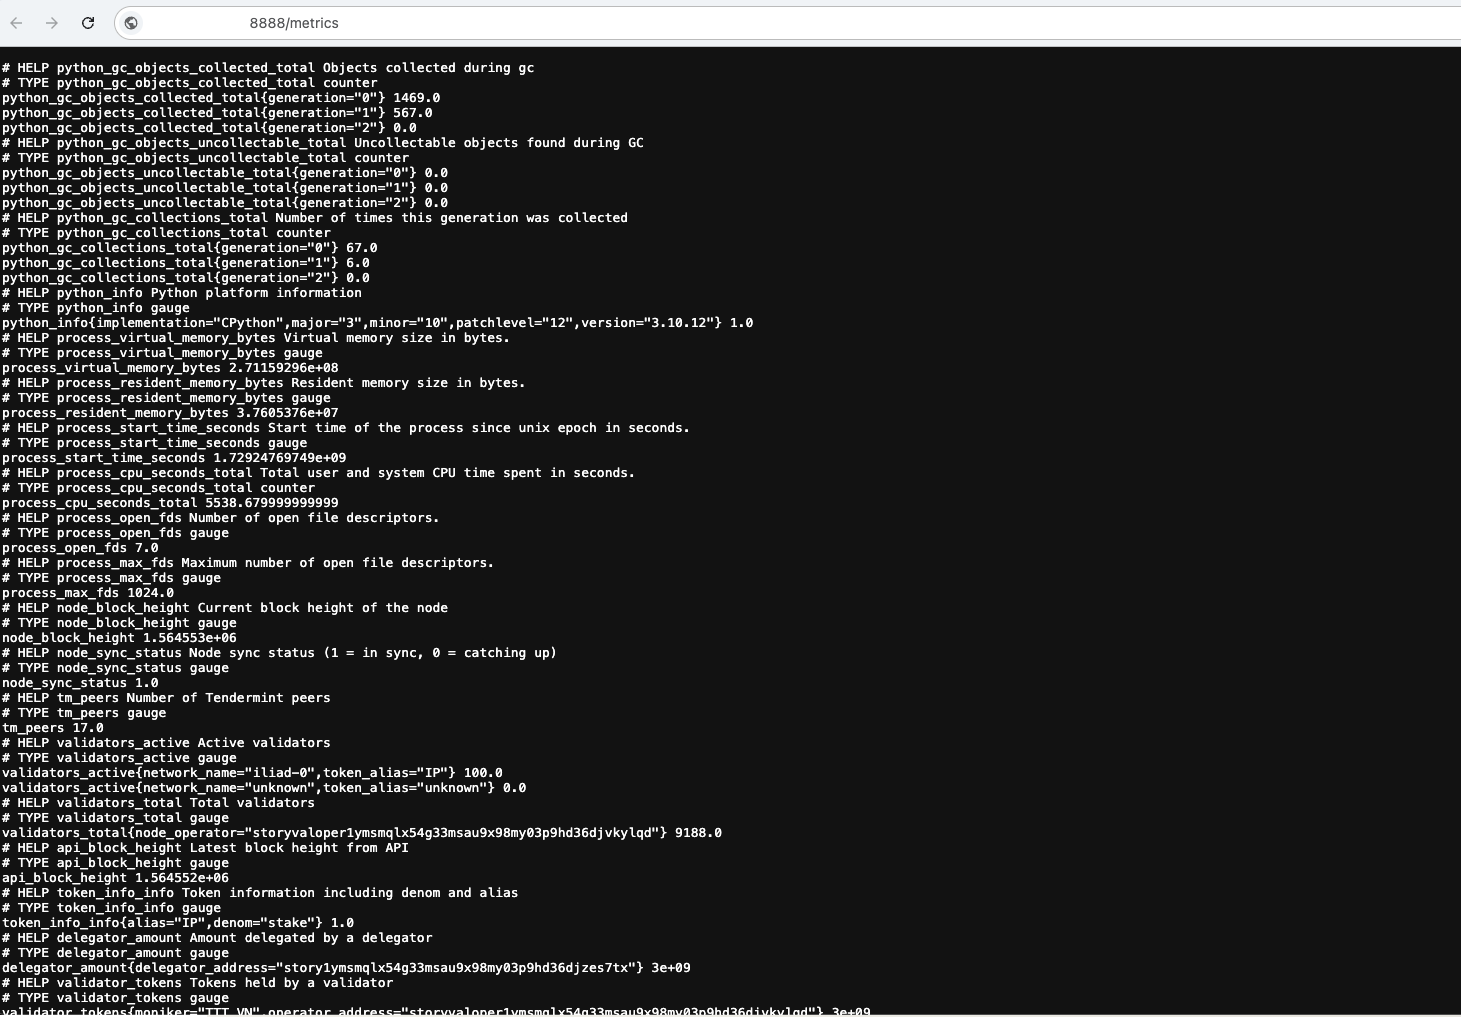 8888/metrics
# HELP python_gc_objects_collected_total Objects collected during gc
# TYPE python_gc_objects_collected_total counter
python_gc_objects_collected_total{generation="0"} 1469.0
python_gc_objects_collected_total{generation="1"} 567.0
python_gc_objects_collected_total{generation="2"} 0.0
# HELP python_gc_objects_uncollectable_total Uncollectable objects found during GC
# TYPE python_gc_objects_uncollectable_total counter
python_gc_objects_uncollectable_total{generation="0"} 0.0
python_gc_objects_uncollectable_total{generation="1"} 0.0
python_gc_objects_uncollectable_total{generation="2"} 0.0
# HELP python_gc_collections_total Number of times this generation was collected
# TYPE python_gc_collections_total counter
python_gc_collections_total{generation="0"} 67.0
python_gc_collections_total{generation="1"} 6.0
python_gc_collections_total{generation="2"} 0.0
# HELP python_info Python platform information
# TYPE python_info gauge
python_info{implementation="CPython",major="3",minor="10",patchlevel="12",version="3.10.12"} 1.0
# HELP process_virtual_memory_bytes Virtual memory size in bytes.
# TYPE process_virtual_memory_bytes gauge
process_virtual_memory_bytes 2.71159296e+08
# HELP process_resident_memory_bytes Resident memory size in bytes.
# TYPE process_resident_memory_bytes gauge
process_resident_memory_bytes 3.7605376e+07
# HELP process_start_time_seconds Start time of the process since unix epoch in seconds.
# TYPE process_start_time_seconds gauge
process_start_time_seconds 1.72924769749e+09
# HELP process_cpu_seconds_total Total user and system CPU time spent in seconds.
# TYPE process_cpu_seconds_total counter
process_cpu_seconds_total 5538.679999999999
# HELP process_open_fds Number of open file descriptors.
# TYPE process_open_fds gauge
process_open_fds 7.0
# HELP process_max_fds Maximum number of open file descriptors.
# TYPE process_max_fds gauge
process_max_fds 1024.0
# HELP node_block_height Current block height of the node
# TYPE node_block_height gauge
node_block_height 1.564553e+06
# HELP node_sync_status Node sync status (1 = in sync, 0 = catching up)
# TYPE node_sync_status gauge
node_sync_status 1.0
# HELP tm_peers Number of Tendermint peers
# TYPE tm_peers gauge
tm_peers 17.0
# HELP validators_active Active validators
# TYPE validators_active gauge
validators_active{network_name="iliad-0",token_alias="IP"} 100.0
validators_active{network_name="unknown",token_alias="unknown"} 0.0
# HELP validators_total Total validators
# TYPE validators_total gauge
validators_total{node_operator="storyvaloper1ymsmqlx54g33msau9x98my03p9hd36djvkylqd"} 9188.0
# HELP api_block_height Latest block height from API
# TYPE api_block_height gauge
api_block_height 1.564552e+06
# HELP token_info_info Token information including denom and alias
# TYPE token_info_info gauge
token_info_info{alias="IP",denom="stake"} 1.0
# HELP delegator_amount Amount delegated by a delegator
# TYPE delegator_amount gauge
delegator_amount{delegator_address="story1ymsmqlx54g33msau9x98my03p9hd36djzes7tx"} 3e+09
# HELP validator_tokens Tokens held by a validator
# TYPE validator_tokens gauge
validator_tokens{moniker="TTT VN",operator_address="storyvaloper1ymsmqlx54g33msau9x98my03p9hd36djvkylqd"} 3e+09